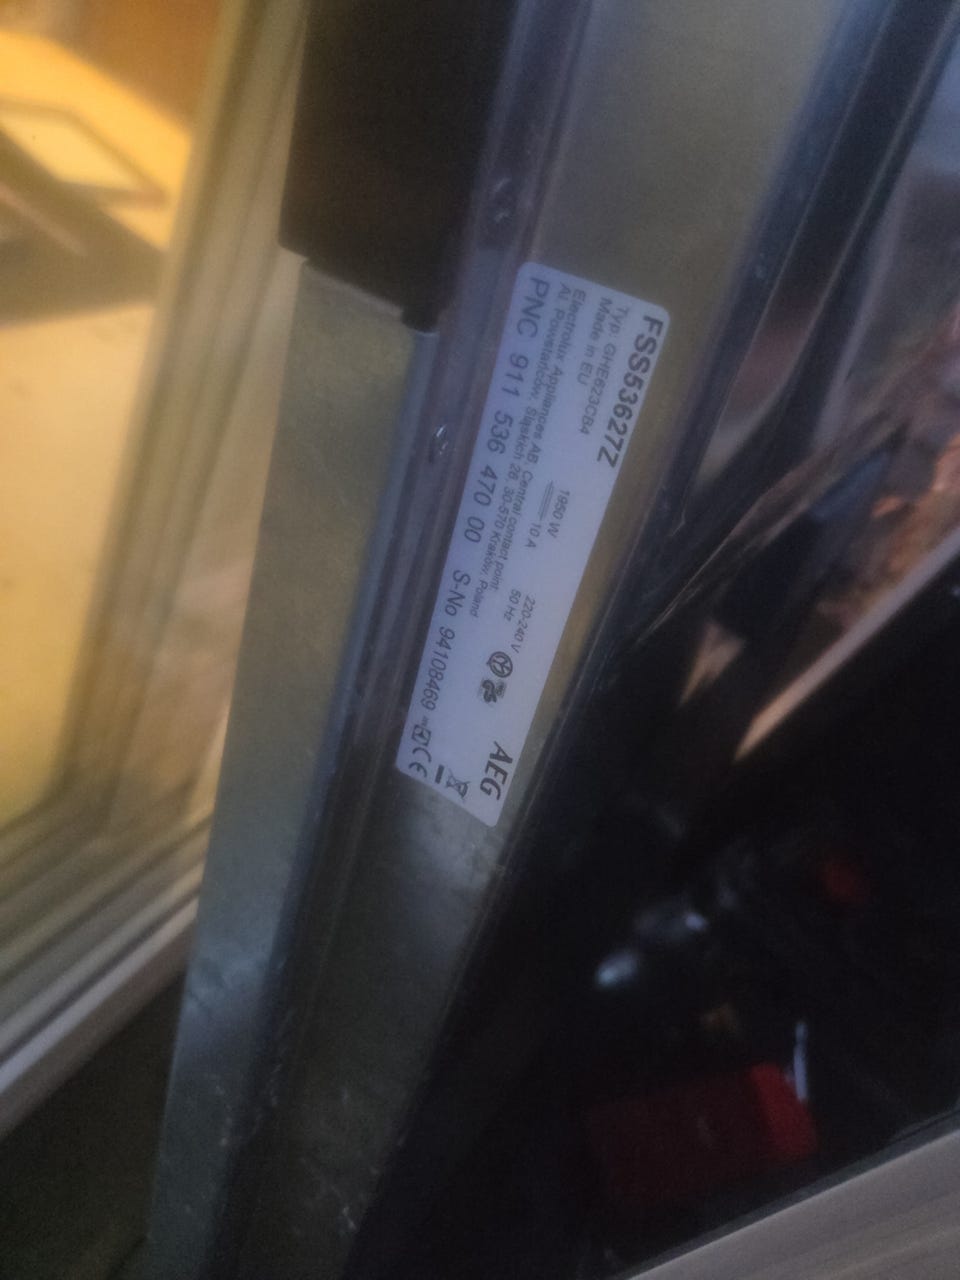 FSS53627Z
Typ. GHE623CB4
Made in EU
1950 W
10 A
220-240 V
50 Hz
AEG
Electrolux Appliances AB, Central contact point
Al. Powstańców Śląskich 26, 30-570 Kraków, Poland
PNC 911 536 470 00 S-No 94108469
CE